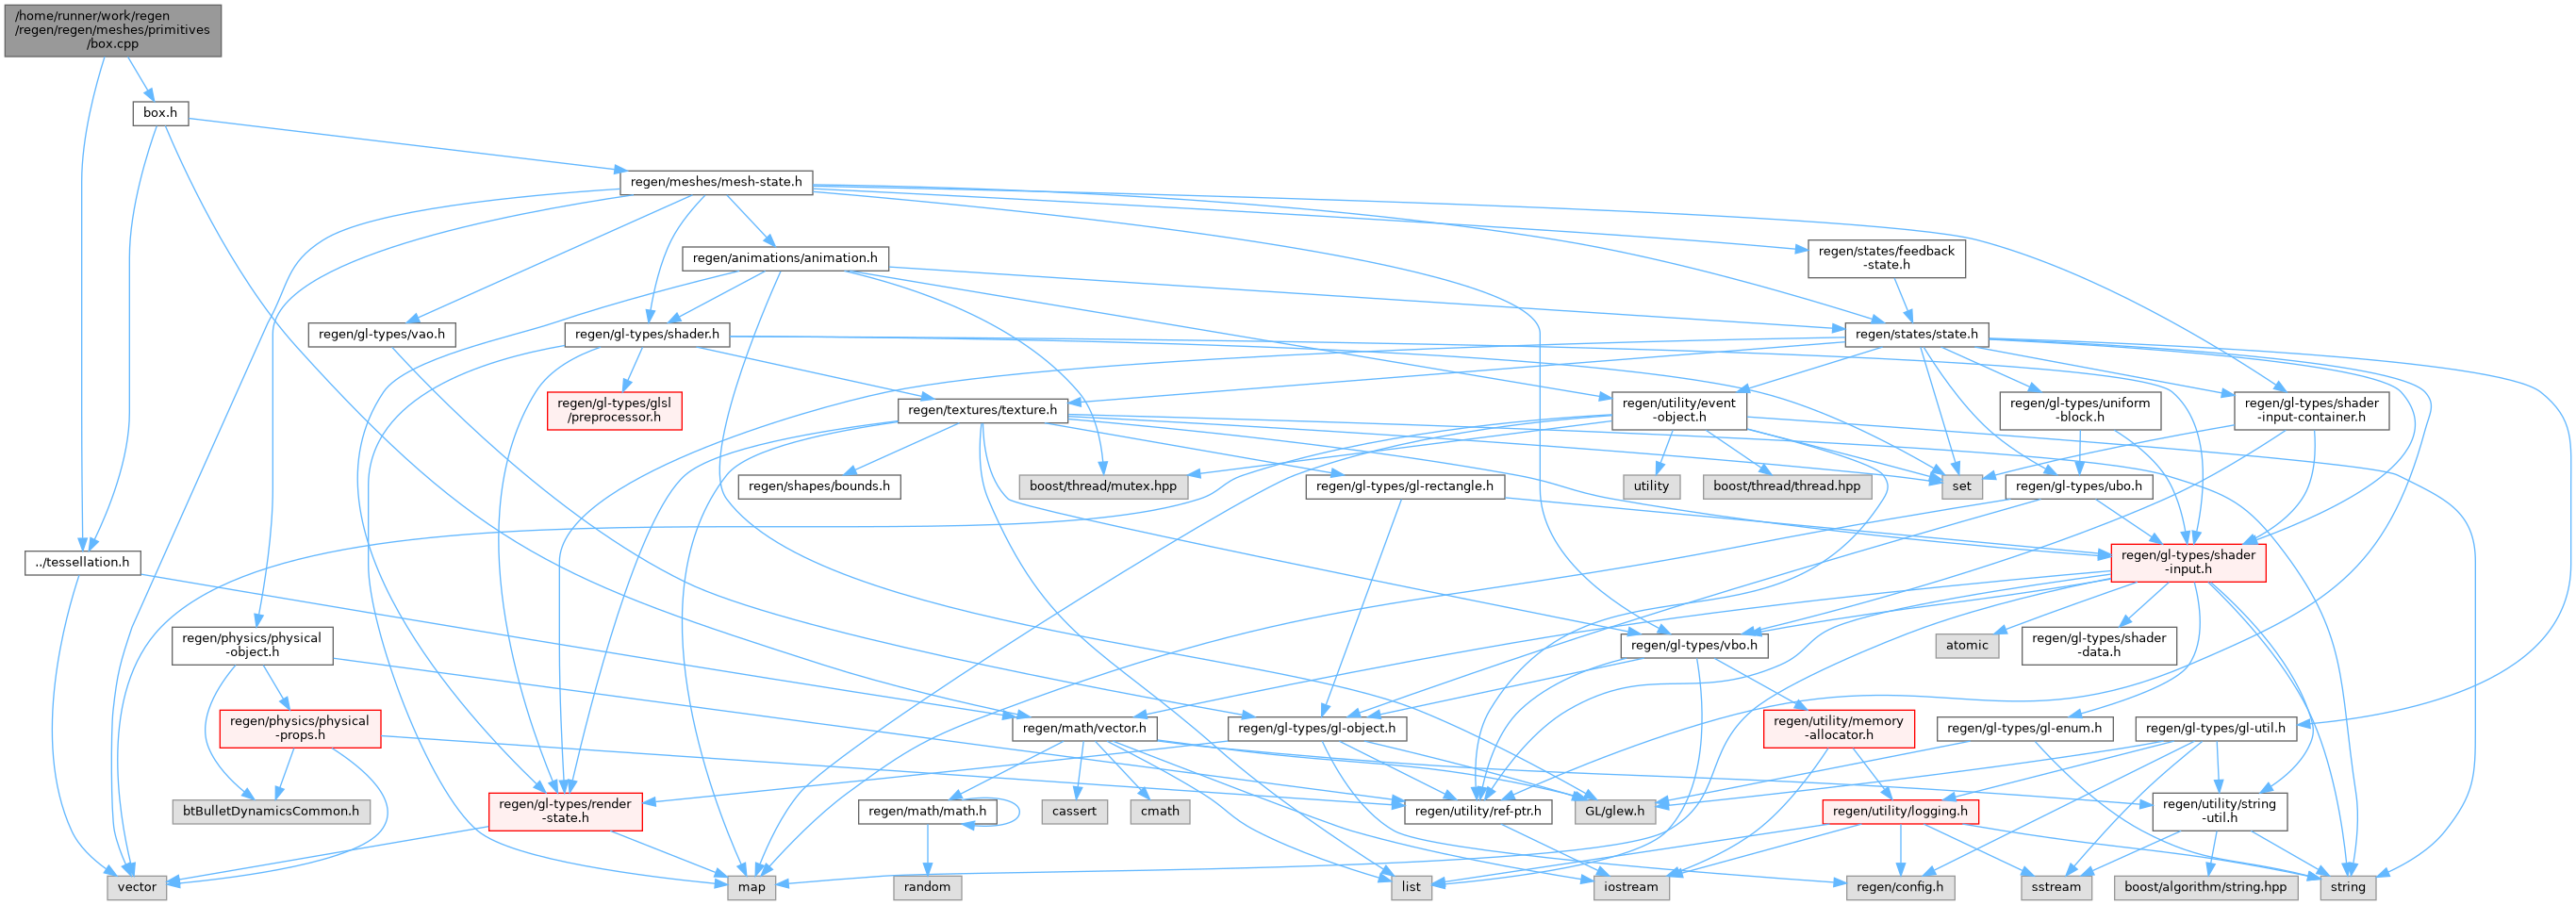 /home/runner/work/regen
/regen/regen/meshes/primitives
/box.cpp
box.h
regen/meshes/mesh-state.h
regen/animations/animation.h
regen/states/feedback
-state.h
regen/gl-types/vao.h
regen/gl-types/shader.h
regen/states/state.h
regen/gl-types/glsl
/preprocessor.h
regen/textures/texture.h
regen/utility/event
-object.h
regen/gl-types/uniform
-block.h
regen/gl-types/shader
-input-container.h
regen/shapes/bounds.h
boost/thread/mutex.hpp
regen/gl-types/gl-rectangle.h
utility
boost/thread/thread.hpp
set
regen/gl-types/ubo.h
../tessellation.h
regen/gl-types/shader
-input.h
regen/physics/physical
-object.h
regen/gl-types/vbo.h
atomic
regen/gl-types/shader
-data.h
regen/physics/physical
-props.h
regen/math/vector.h
regen/gl-types/gl-object.h
regen/utility/memory
-allocator.h
regen/gl-types/gl-enum.h
regen/gl-types/gl-util.h
btBulletDynamicsCommon.h
regen/gl-types/render
-state.h
regen/math/math.h
cassert
cmath
regen/utility/ref-ptr.h
GL/glew.h
regen/utility/logging.h
regen/utility/string
-util.h
vector
map
random
list
iostream
regen/config.h
sstream
boost/algorithm/string.hpp
string